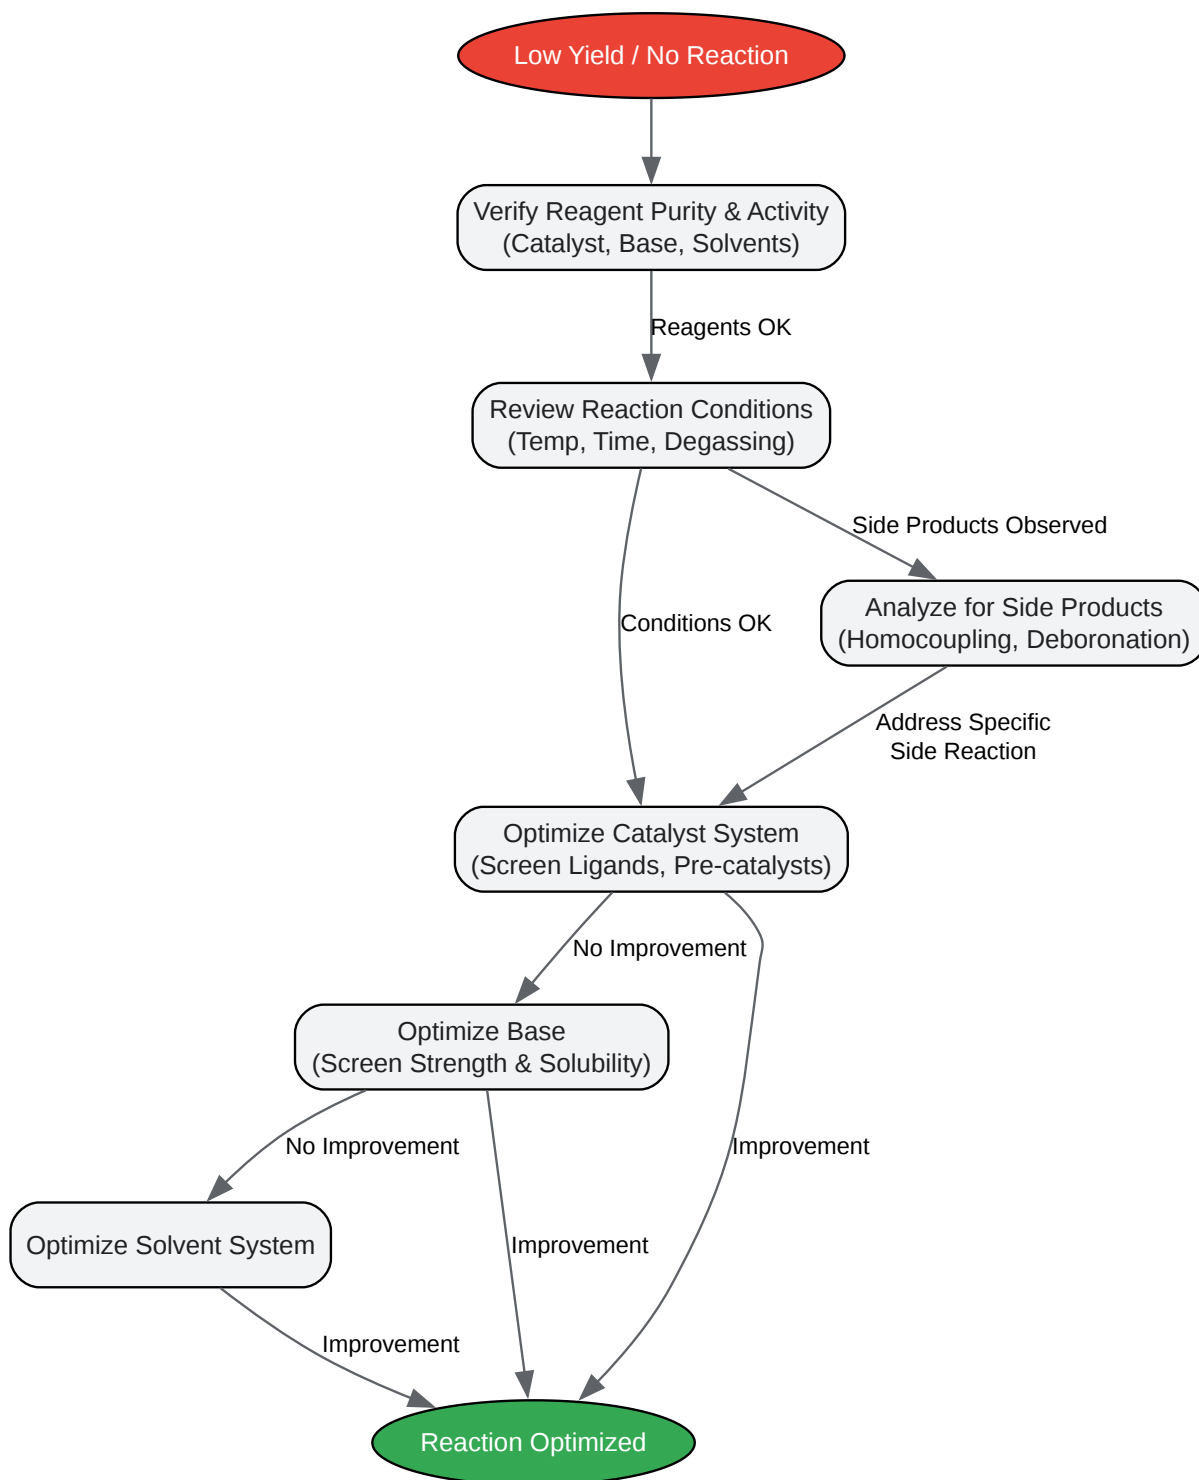 Low Yield / No Reaction
Verify Reagent Purity & Activity
(Catalyst, Base, Solvents)
Reagents OK
Review Reaction Conditions
(Temp, Time, Degassing)
Side Products Observed
Analyze for Side Products
(Homocoupling, Deboronation)
Conditions OK
Address Specific
Side Reaction
Optimize Catalyst System
(Screen Ligands, Pre-catalysts)
No Improvement
Optimize Base
(Screen Strength & Solubility)
No Improvement
Improvement
Optimize Solvent System
Improvement
Improvement
Reaction Optimized